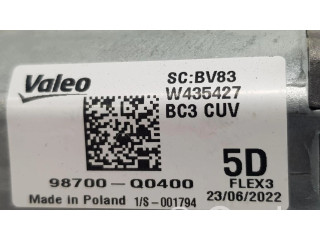 Valeo
SC:BV83
W435427
BC3 CUV
98700-Q0400
5D
FLEX3
Made in Poland 1/S-001794
23/06/2022